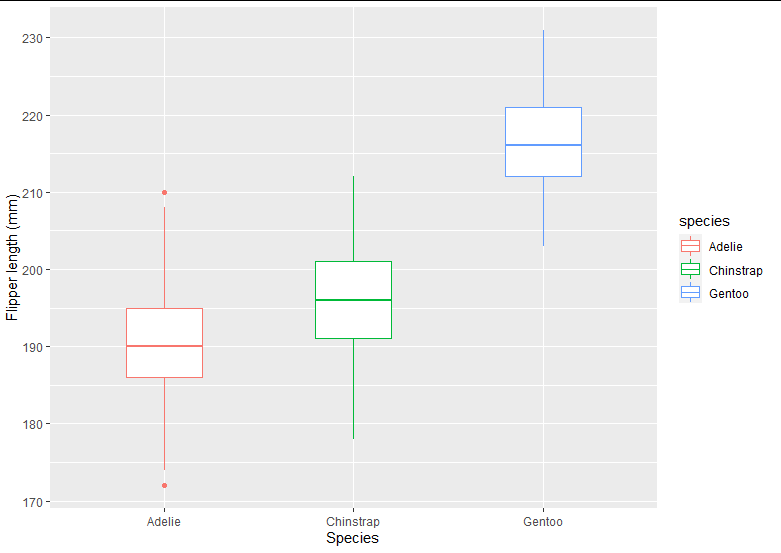 230
220
210
200
190
180
170
Flipper length (mm)
Adelie
Chinstrap
Gentoo
Species
species
Adelie
Chinstrap
Gentoo